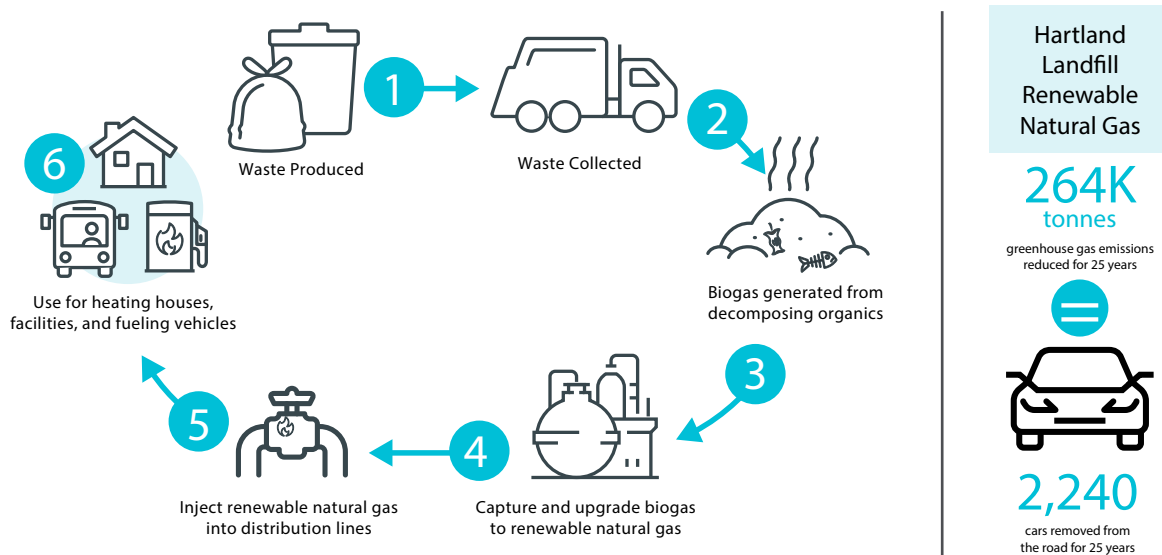 1
Waste Produced
Waste Collected
2
Biogas generated from
decomposing organics
3
Capture and upgrade biogas
to renewable natural gas
4
Inject renewable natural gas
into distribution lines
5
6
Use for heating houses,
facilities, and fueling vehicles
Hartland
Landfill
Renewable
Natural Gas
264K
tonnes
greenhouse gas emissions
reduced for 25 years
=
2,240
cars removed from
the road for 25 years